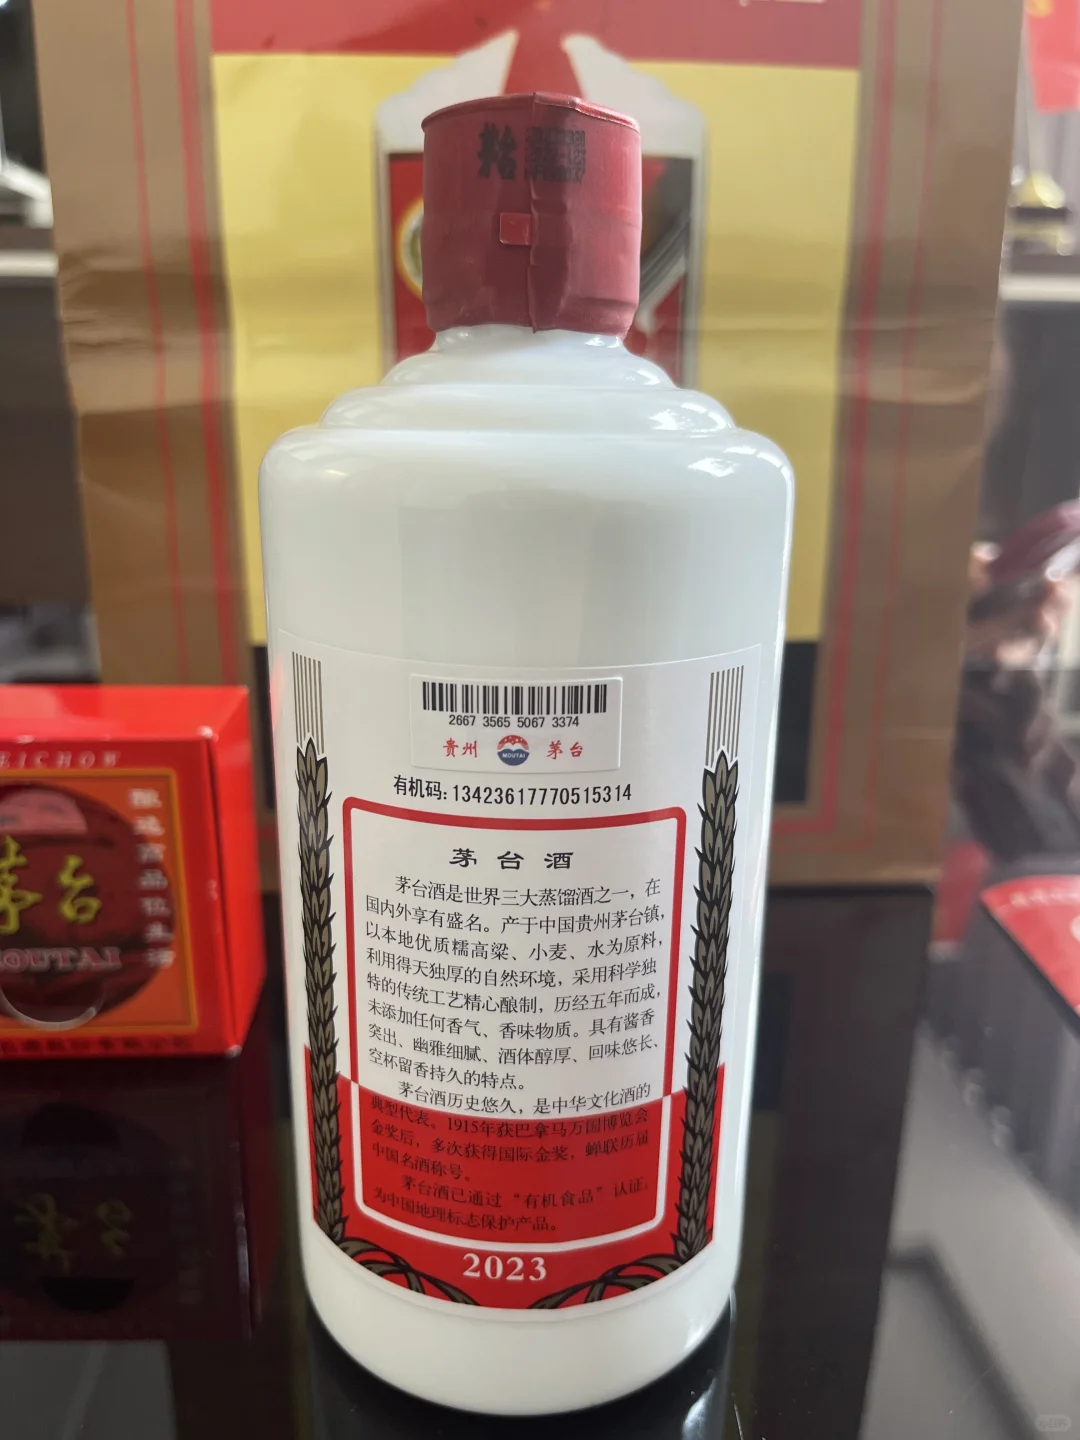 茅台
2667 3565 5067 3374
贵州 MOUTAI 茅台
有机码:13423617770515314
茅台酒
茅台酒是世界三大蒸馏酒之一，在
国内外享有盛名。产于中国贵州茅台镇，
以本地优质糯高粱、小麦、水为原料，
利用得天独厚的自然环境，采用科学独
特的传统工艺精心酿制，历经五年而成，
未添加任何香气、香味物质。具有酱香
突出、幽雅细腻、酒体醇厚、回味悠长、
空杯留香持久的特点。
茅台酒历史悠久，是中华文化酒的
典型代表。1915年获巴拿马万国博览会
金奖后，多次获得国际金奖，蝉联历届
中国名酒称号。
茅台酒已通过“有机食品”认证，
为中国地理标志保护产品。
2023
茅台
MOUTAI